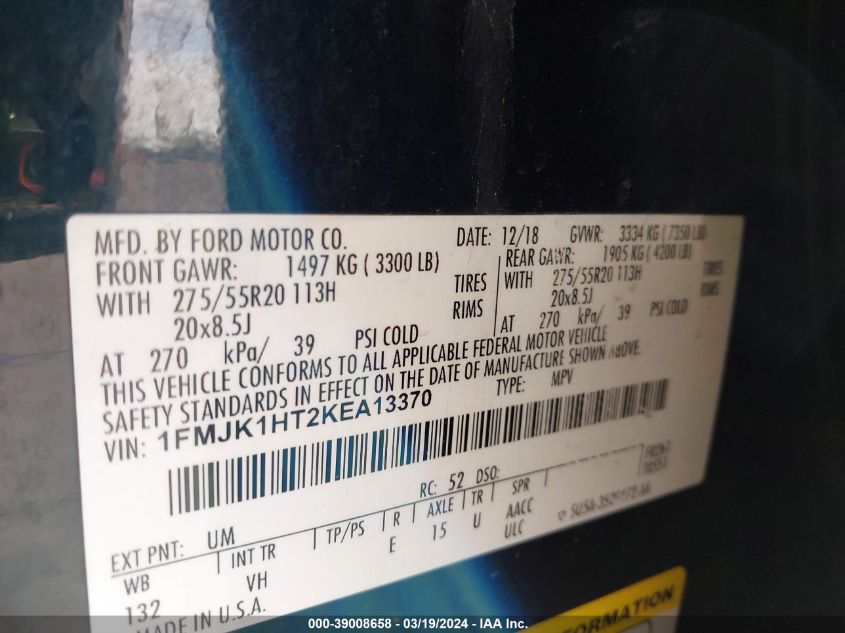 MFD. BY FORD MOTOR CO.
DATE: 12/18 GVWR: 3334 KG ( 7350 LB)
FRONT GAWR: 1497 KG ( 3300 LB)
REAR GAWR: 1905 KG ( 4200 LB)
WITH 275/55R20 113H TIRES
WITH 275/55R20 113H TIRES
20x8.5J RIMS
20x8.5J RIMS
AT 270 kPa/ 39 PSI COLD
AT 270 kPa/ 39 PSI COLD
THIS VEHICLE CONFORMS TO ALL APPLICABLE FEDERAL MOTOR VEHICLE
SAFETY STANDARDS IN EFFECT ON THE DATE OF MANUFACTURE SHOWN ABOVE.
VIN: 1FMJK1HT2KEA13370 TYPE: MPV
EXT PNT: UM RC: 52 DSO:
WB INT TR TP/PS R AXLE TR SPR
132 VH E 15 U AACC
ULC
MADE IN U.S.A.
FORMATION
000-39008658 - 03/19/2024 - IAA Inc.